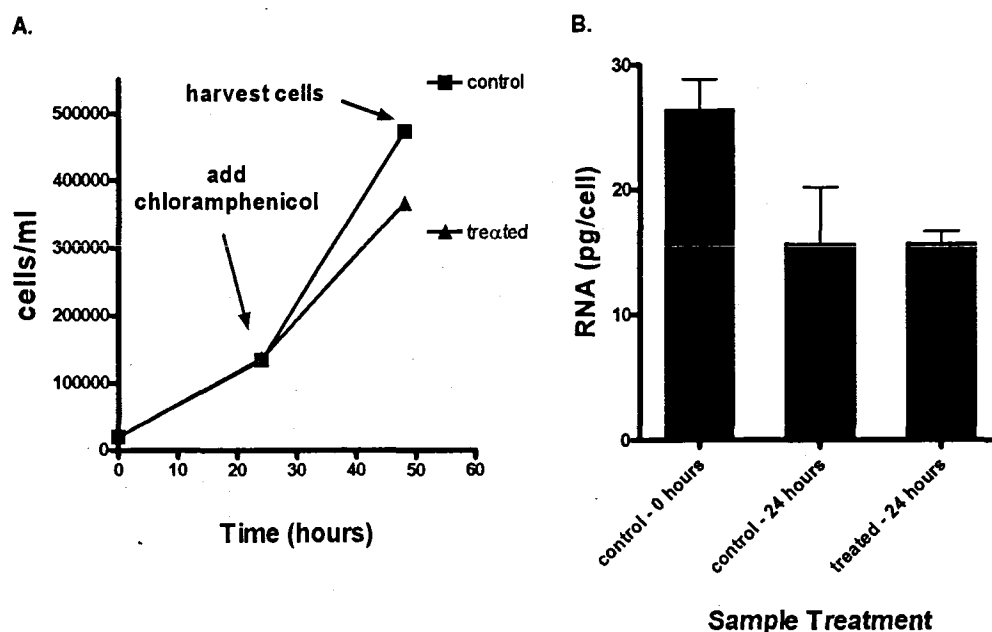 A.
harvest cells
control
add
chloramphenicol
treated
500000
400000
300000
200000
100000
0
cells/ml
0 10 20 30 40 50 60
Time (hours)
B.
30
20
10
0
RNA (pg/cell)
control - 0 hours
control - 24 hours
treated - 24 hours
Sample Treatment